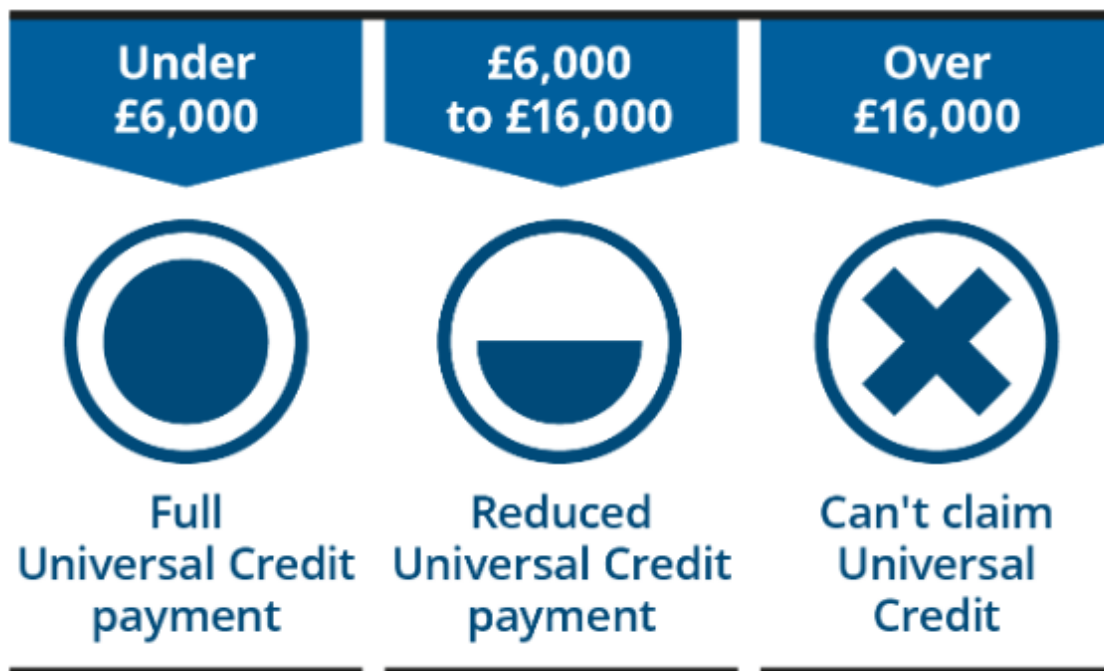 Under
£6,000
£6,000
to £16,000
Over
£16,000
Full
Universal Credit
payment
Reduced
Universal Credit
payment
Can't claim
Universal
Credit